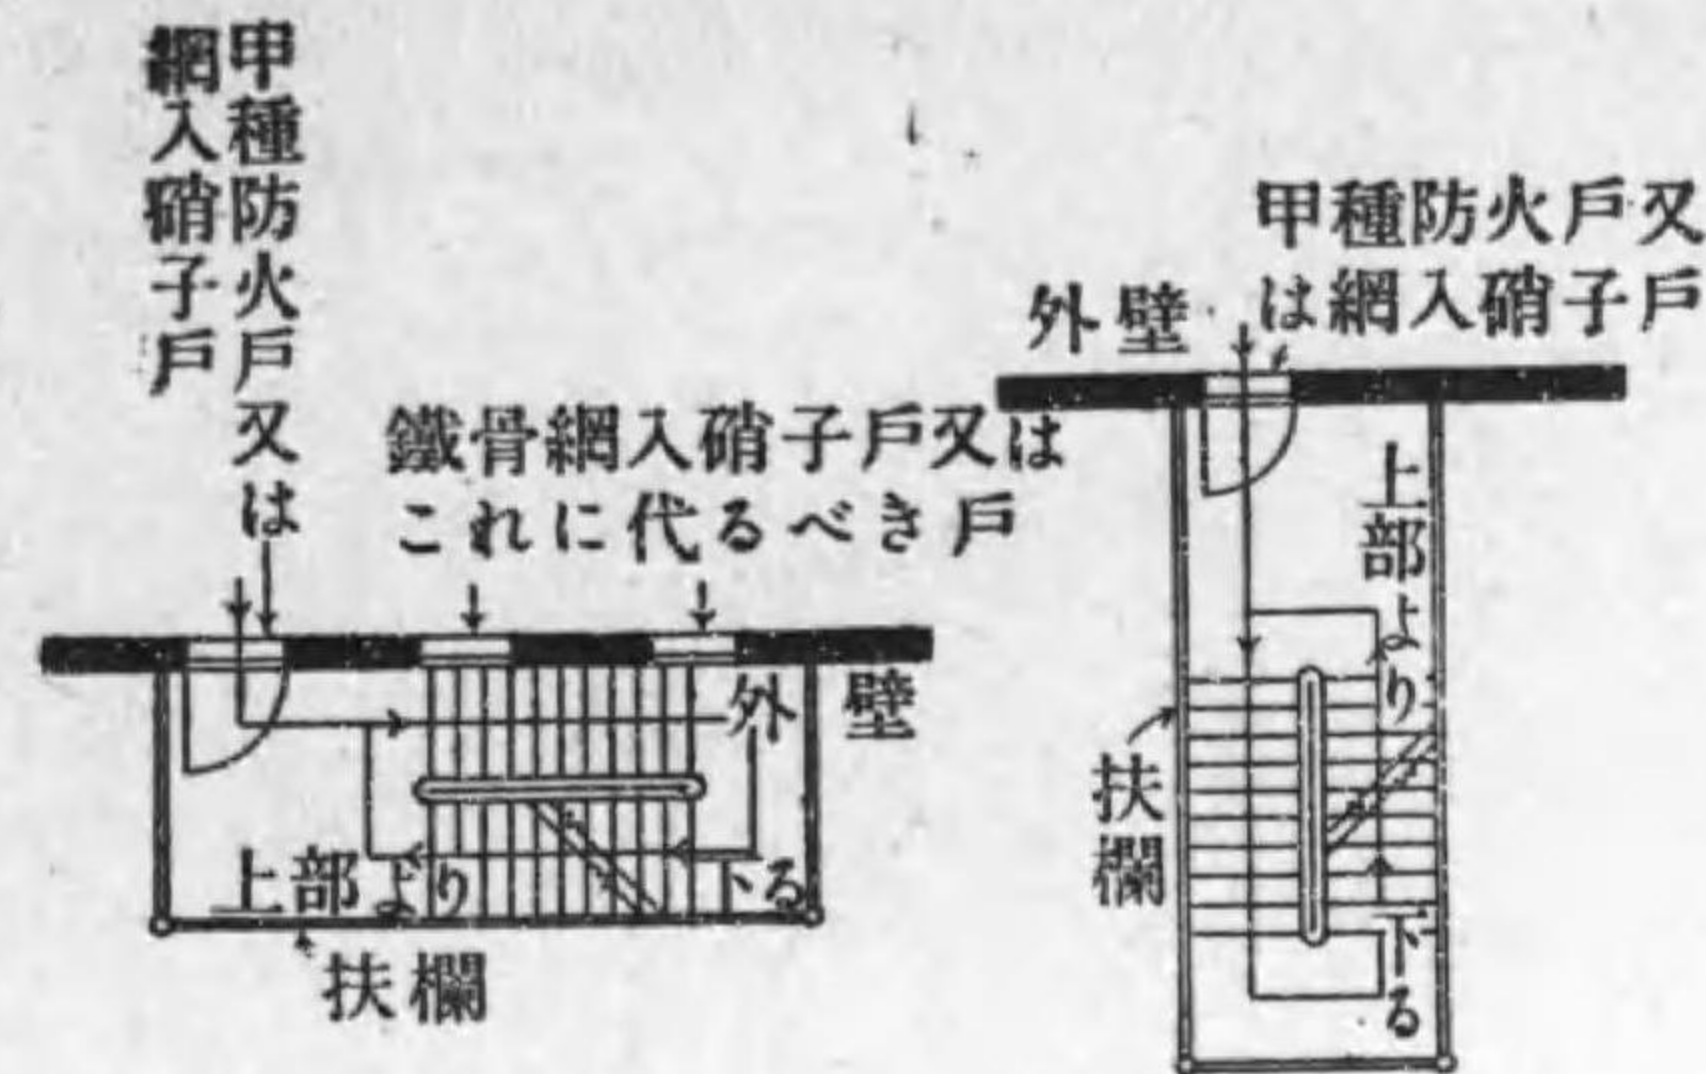 甲種防火戸又は
網入硝子戸
鐵骨網入硝子戸又は
これに代るべき戸
外壁
上部より
下る
扶欄
甲種防火戸又
は網入硝子戸
外壁
上部より
扶欄
下る